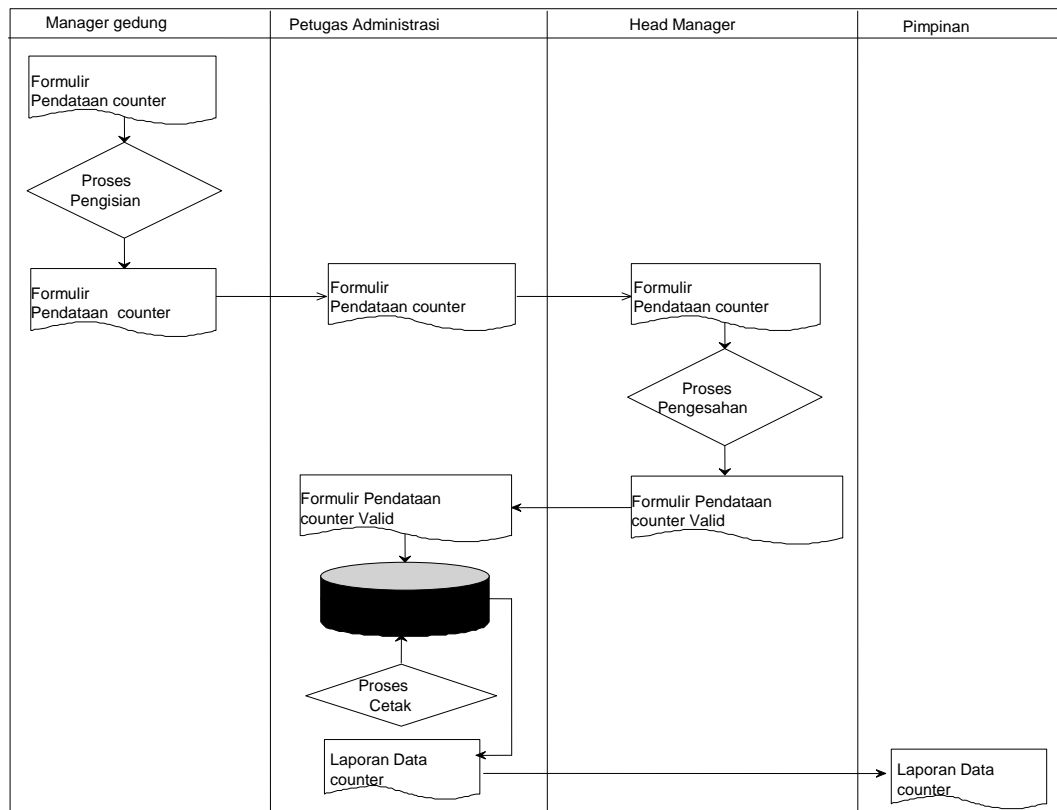 Manager gedung
Petugas Administrasi
Head Manager
Pimpinan
Formulir
Pendataan counter
Proses
Pengisian
Formulir
Pendataan counter
Formulir
Pendataan counter
Formulir
Pendataan counter
Proses
Pengesahan
Formulir Pendataan
counter Valid
Formulir Pendataan
counter Valid
Proses
Cetak
Laporan Data
counter
Laporan Data
counter